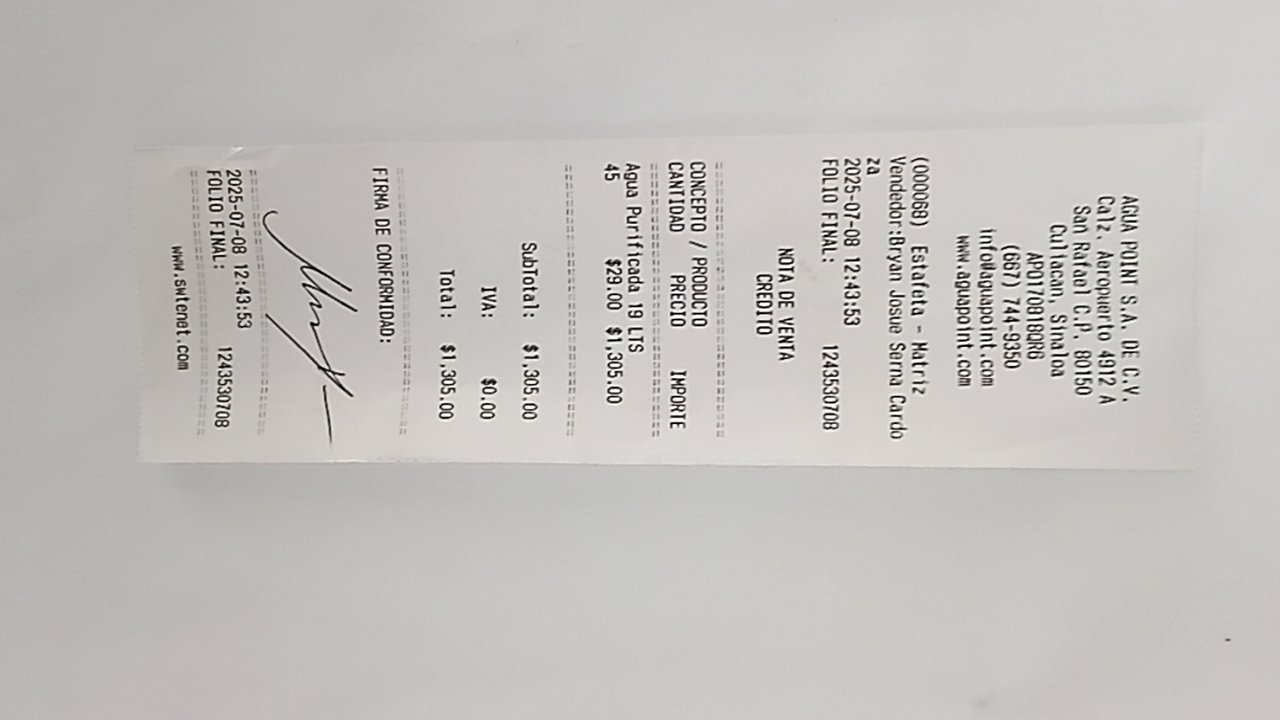 AGUA POINT S.A. DE C.V.
Calz. Aeropuerto 4912 A
San Rafael C.P. 80150
Culiacan, Sinaloa
APO170818QR6
(667) 744-9350
info@aguapoint.com
www.aguapoint.com
(000068) Estafeta - Matriz
Vendedor:Bryan Josue Serna Cardo
za
2025-07-08 12:43:53
FOLIO FINAL: 1243530708
NOTA DE VENTA
CREDITO
CONCEPTO / PRODUCTO
CANTIDAD PRECIO IMPORTE
Agua Purificada 19 LTS
45 $29.00 $1,305.00
SubTotal: $1,305.00
IVA: $0.00
Total: $1,305.00
FIRMA DE CONFORMIDAD:
2025-07-08 12:43:53
FOLIO FINAL: 1243530708
www.swtenet.com